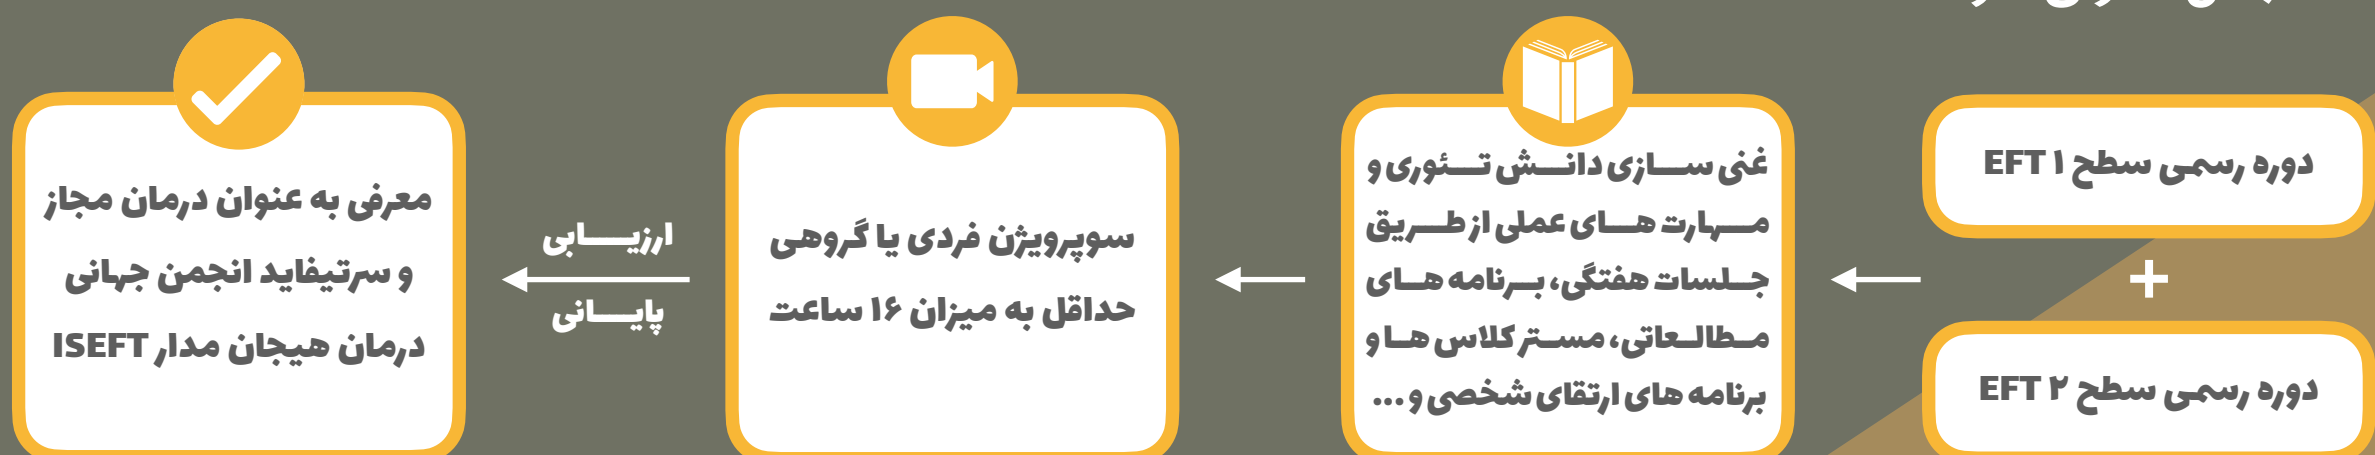 دوره رسمی سطح ۱ EFT
+
دوره رسمی سطح ۲ EFT
غنی سازی دانش تئوری و
مهارت های عملی از طریق
جلسات هفتگی، برنامه های
مطالعاتی، مستر کلاس ها و
برنامه های ارتقای شخصی و ...
سوپرویژن فردی یا گروهی
حداقل به میزان ۱۶ ساعت
ارزیابی
پایانی
معرفی به عنوان درمان مجاز
و سرتیفاید انجمن جهانی
درمان هیجان مدار ISEFT